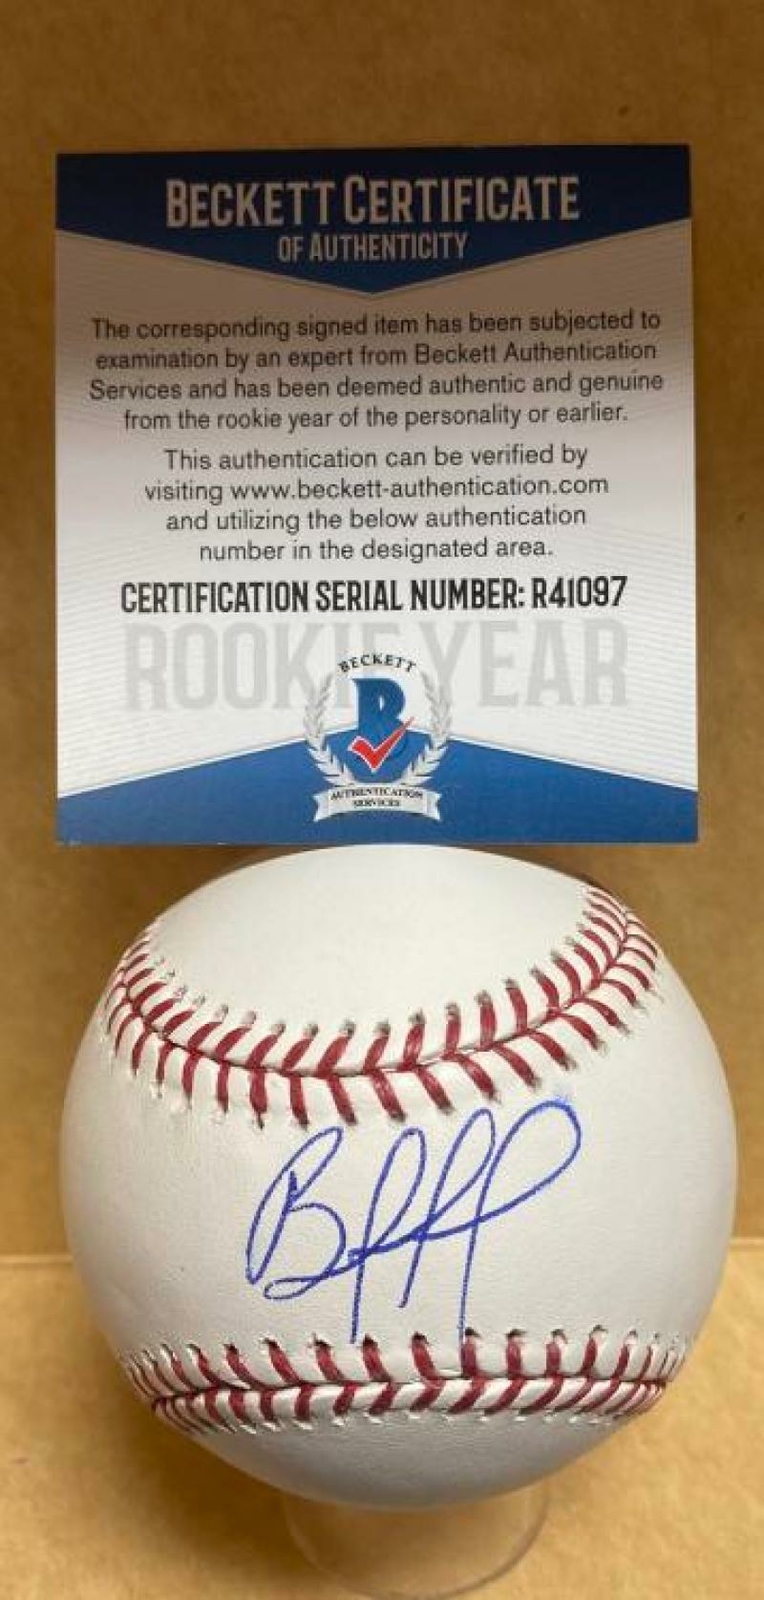 BECKETT CERTIFICATE
OF AUTHENTICITY
The corresponding signed item has been subjected to
examination by an expert from Beckett Authentication
Services and has been deemed authentic and genuine
from the rookie year of the personality or earlier.
This authentication can be verified by
visiting www.beckett-authentication.com
and utilizing the below authentication
number in the designated area.
CERTIFICATION SERIAL NUMBER: R41097
ROOKIE YEAR
BECKETT
B
AUTHENTICATION
SERVICES